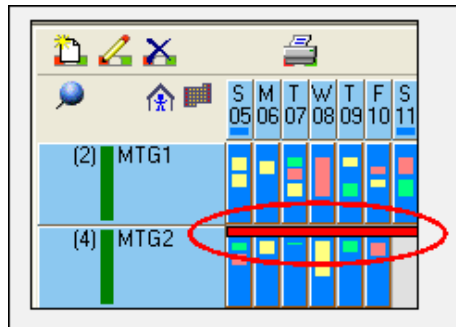 S M T W T F S
05 06 07 08 09 10 11
(2) MTG1
(4) MTG2